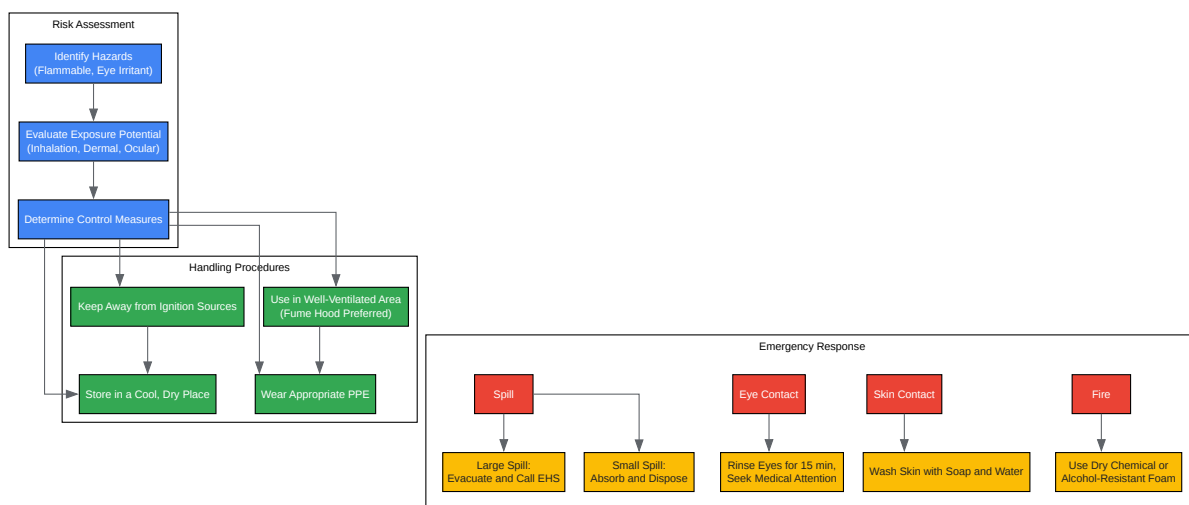 Risk Assessment
Identify Hazards
(Flammable, Eye Irritant)
Evaluate Exposure Potential
(Inhalation, Dermal, Ocular)
Determine Control Measures
Handling Procedures
Keep Away from Ignition Sources
Use in Well-Ventilated Area
(Fume Hood Preferred)
Store in a Cool, Dry Place
Wear Appropriate PPE
Emergency Response
Spill
Eye Contact
Skin Contact
Fire
Large Spill:
Evacuate and Call EHS
Small Spill:
Absorb and Dispose
Rinse Eyes for 15 min,
Seek Medical Attention
Wash Skin with Soap and Water
Use Dry Chemical or
Alcohol-Resistant Foam